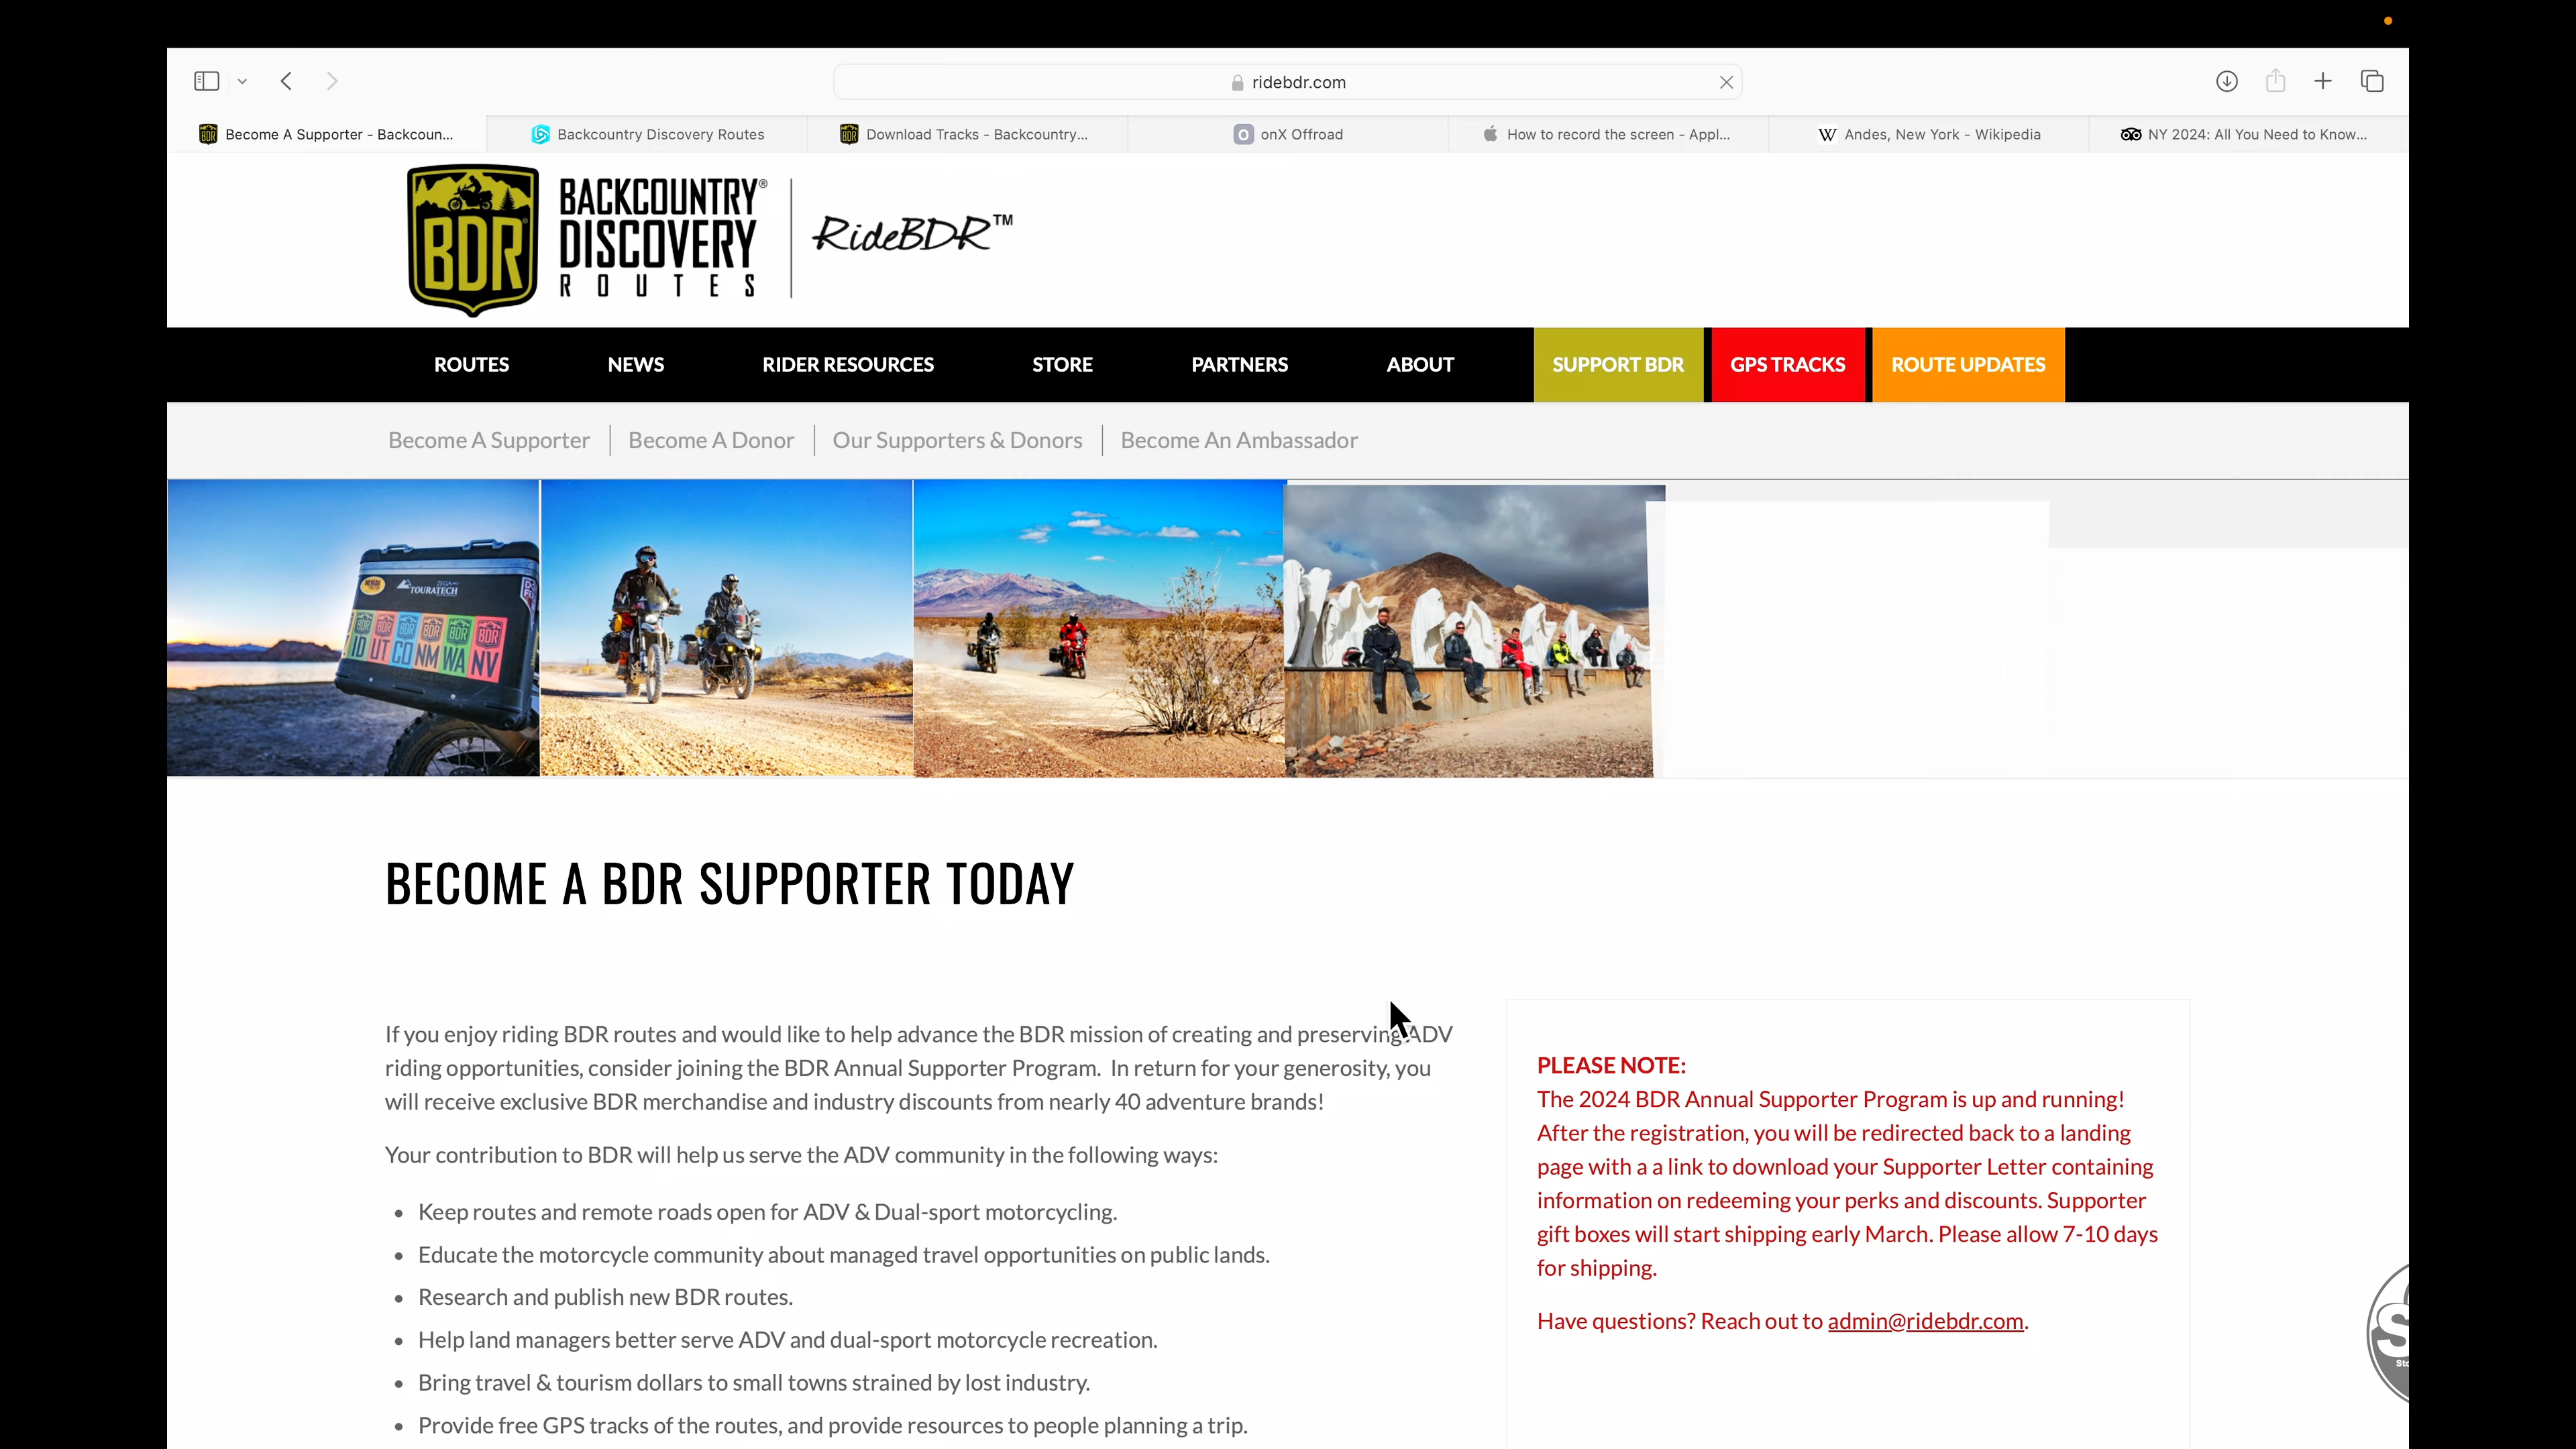 ridebdr.com
Become A Supporter - Backcoun...
Backcountry Discovery Routes
Download Tracks - Backcountry...
onX Offroad
How to record the screen - Appl...
Andes, New York - Wikipedia
NY 2024: All You Need to Know...
BDR
BACKCOUNTRY®
DISCOVERY
ROUTES
RideBDR™
ROUTES
NEWS
RIDER RESOURCES
STORE
PARTNERS
ABOUT
SUPPORT BDR
GPS TRACKS
ROUTE UPDATES
Become A Supporter
Become A Donor
Our Supporters & Donors
Become An Ambassador
TOURATECH
BDR BDR BDR BDR BDR BDR
ID UT CO NM WA NV
BECOME A BDR SUPPORTER TODAY
If you enjoy riding BDR routes and would like to help advance the BDR mission of creating and preserving ADV
riding opportunities, consider joining the BDR Annual Supporter Program. In return for your generosity, you
will receive exclusive BDR merchandise and industry discounts from nearly 40 adventure brands!
Your contribution to BDR will help us serve the ADV community in the following ways:
• Keep routes and remote roads open for ADV & Dual-sport motorcycling.
• Educate the motorcycle community about managed travel opportunities on public lands.
• Research and publish new BDR routes.
• Help land managers better serve ADV and dual-sport motorcycle recreation.
• Bring travel & tourism dollars to small towns strained by lost industry.
• Provide free GPS tracks of the routes, and provide resources to people planning a trip.
PLEASE NOTE:
The 2024 BDR Annual Supporter Program is up and running!
After the registration, you will be redirected back to a landing
page with a a link to download your Supporter Letter containing
information on redeeming your perks and discounts. Supporter
gift boxes will start shipping early March. Please allow 7-10 days
for shipping.
Have questions? Reach out to admin@ridebdr.com.